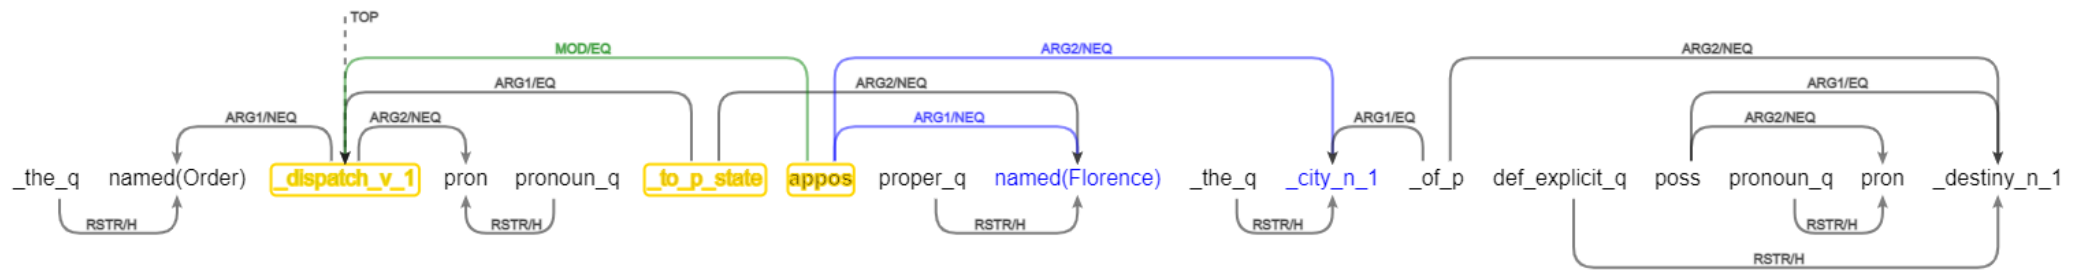 TOP
MOD/EQ ARG2/NEQ ARG2/NEQ
ARG1/EQ ARG2/NEQ ARG1/EQ
ARG1/NEQ ARG2/NEQ ARG1/NEQ ARG1/EQ ARG2/NEQ
_the_q named(Order) _dispatch_v_1 pron pronoun_q _to_p_state appos proper_q named(Florence) _the_q _city_n_1 _of_p def_explicit_q poss pronoun_q pron _destiny_n_1
RSTR/H RSTR/H RSTR/H RSTR/H RSTR/H
RSTR/H